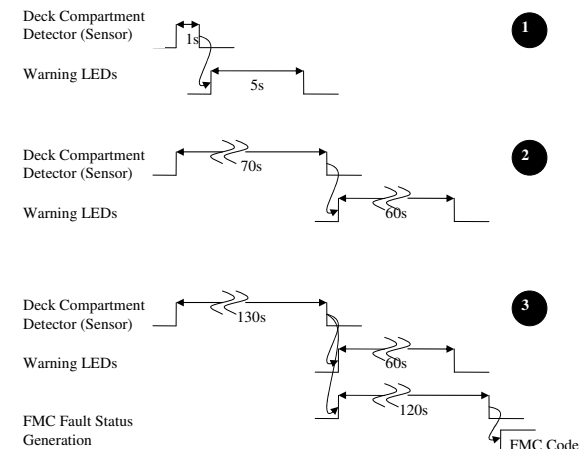 Deck Compartment
Detector (Sensor)
1s
1
Warning LEDs
5s
Deck Compartment
Detector (Sensor)
70s
2
Warning LEDs
60s
Deck Compartment
Detector (Sensor)
130s
3
Warning LEDs
60s
120s
FMC Fault Status
Generation
FMC Code